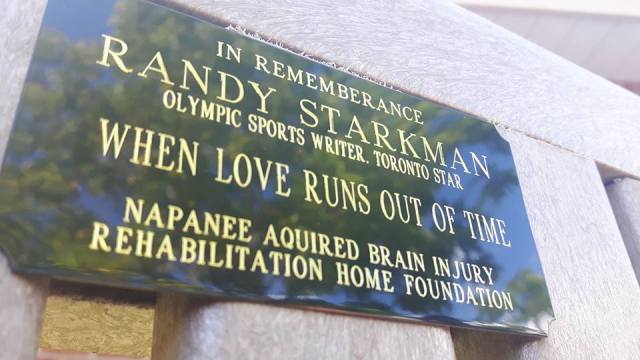 IN REMEMBERANCE
RANDY STARKMAN
OLYMPIC SPORTS WRITER, TORONTO STAR
WHEN LOVE RUNS OUT OF TIME
NAPANEE AQUIRED BRAIN INJURY
REHABILITATION HOME FOUNDATION